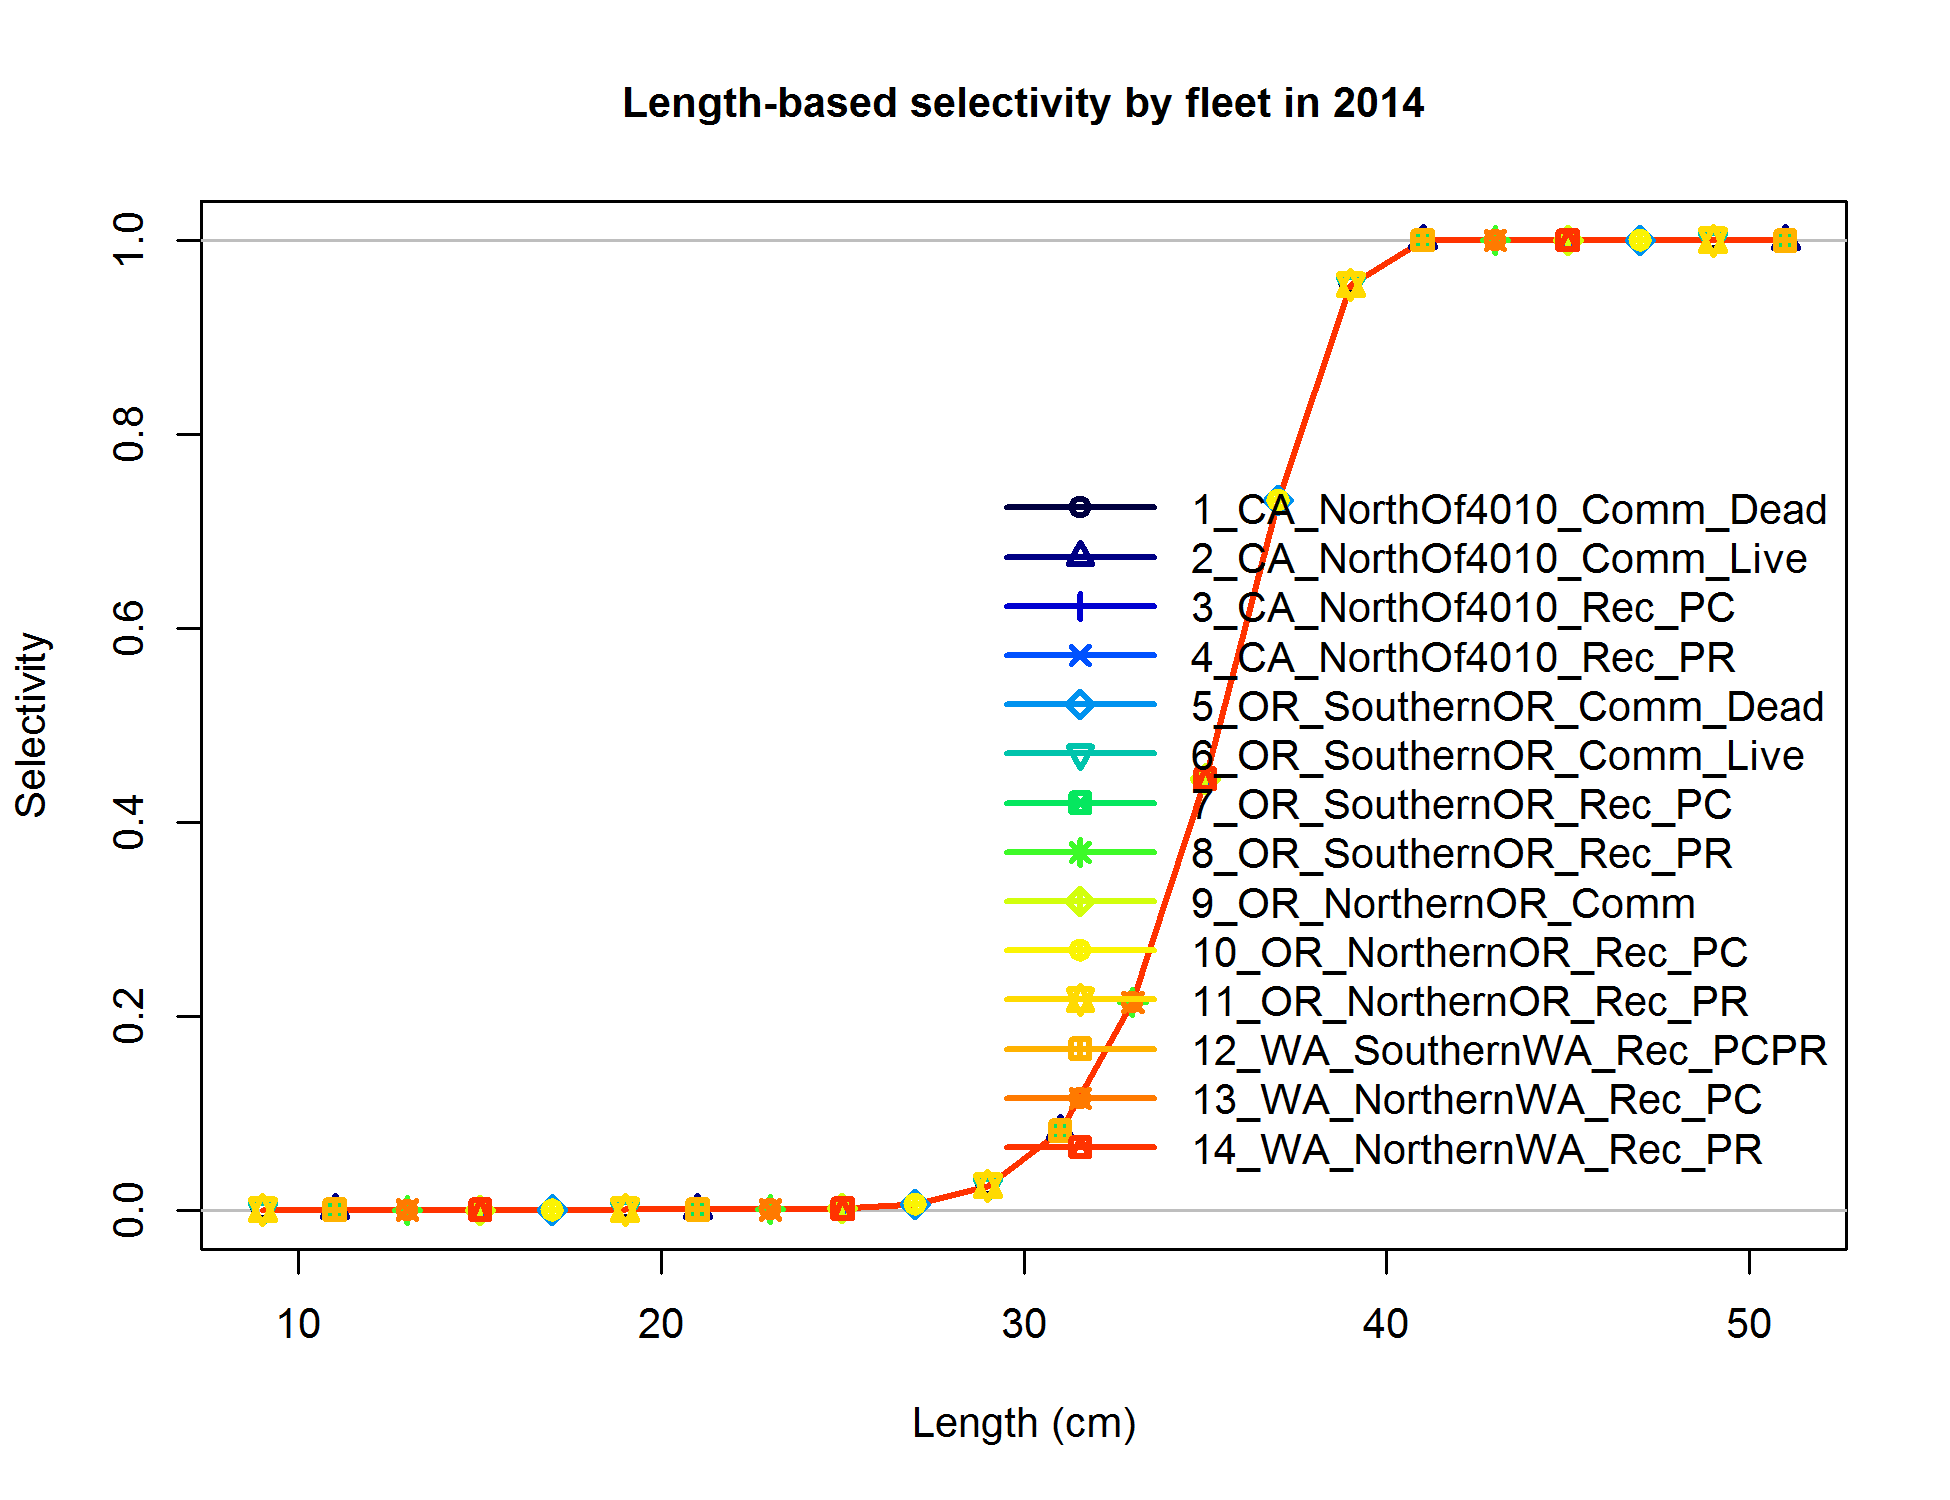 Length-based selectivity by fleet in 2014
1.0
0.8
0.6
0.4
0.2
0.0
Selectivity
1_CA_NorthOf4010_Comm_Dead
2_CA_NorthOf4010_Comm_Live
3_CA_NorthOf4010_Rec_PC
4_CA_NorthOf4010_Rec_PR
5_OR_SouthernOR_Comm_Dead
6_OR_SouthernOR_Comm_Live
7_OR_SouthernOR_Rec_PC
8_OR_SouthernOR_Rec_PR
9_OR_NorthernOR_Comm
10_OR_NorthernOR_Rec_PC
11_OR_NorthernOR_Rec_PR
12_WA_SouthernWA_Rec_PCPR
13_WA_NorthernWA_Rec_PC
14_WA_NorthernWA_Rec_PR
10 20 30 40 50
Length (cm)